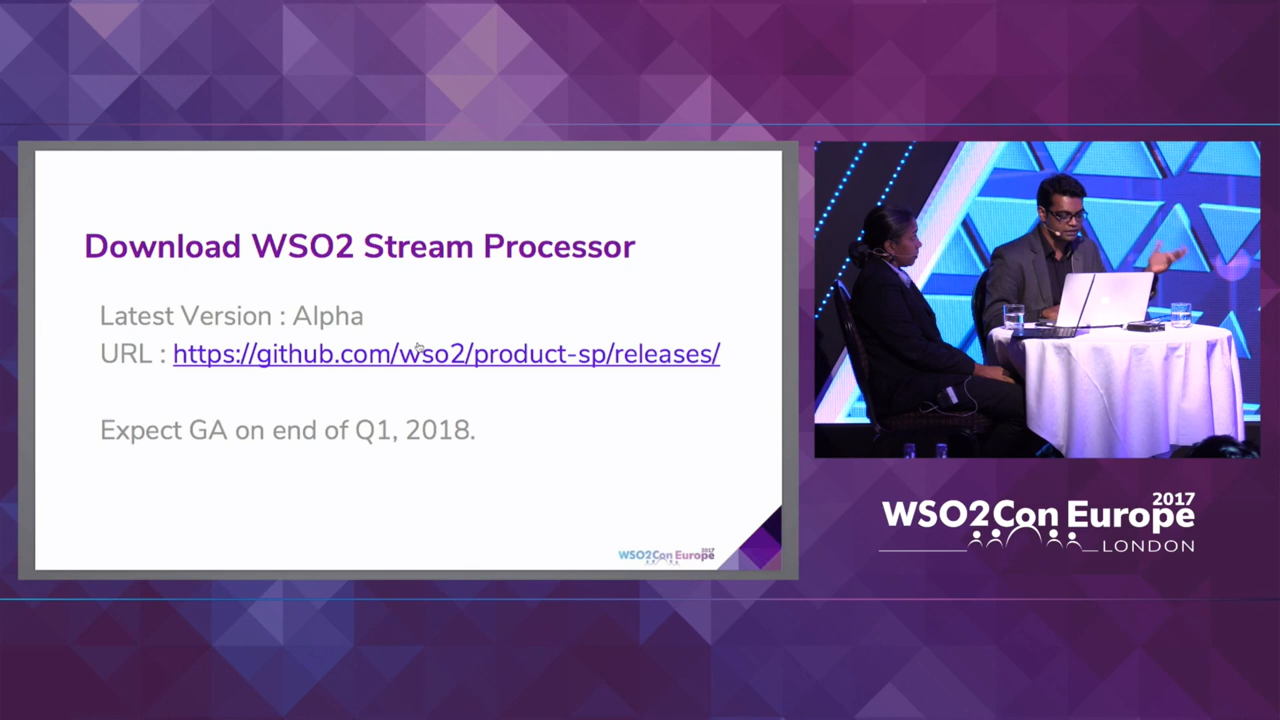 Download WSO2 Stream Processor
Latest Version : Alpha
URL : https://github.com/wso2/product-sp/releases/
Expect GA on end of Q1, 2018.
WSO2Con Europe 2017
WSO2Con Europe 2017
LONDON